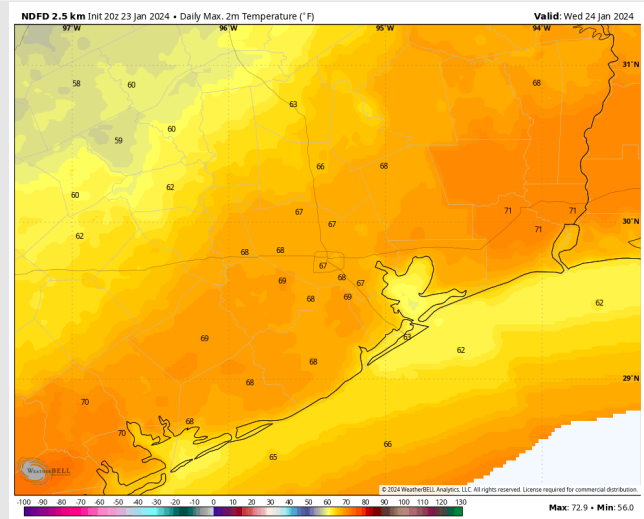 NDFD 2.5 km Init 20z 23 Jan 2024 • Daily Max. 2m Temperature (°F)
Valid: Wed 24 Jan 2024
97°W 96°W 95°W 94°W
31°N
58 60 68
63
60
59
66 68
62
60
67 71 71
67 71
30°N
62
68 68
67
68 67
69
68 69
62
63
69
62
68
29°N
68
70
68
70
66
65
WEATHERBELL
© 2024 WeatherBELL Analytics, LLC. All rights reserved. License required for commercial distribution.
-100 -90 -80 -70 -60 -50 -40 -30 -20 -10 0 10 20 30 40 50 60 70 80 90 100 110 120 130
Max: 72.9 • Min: 56.0